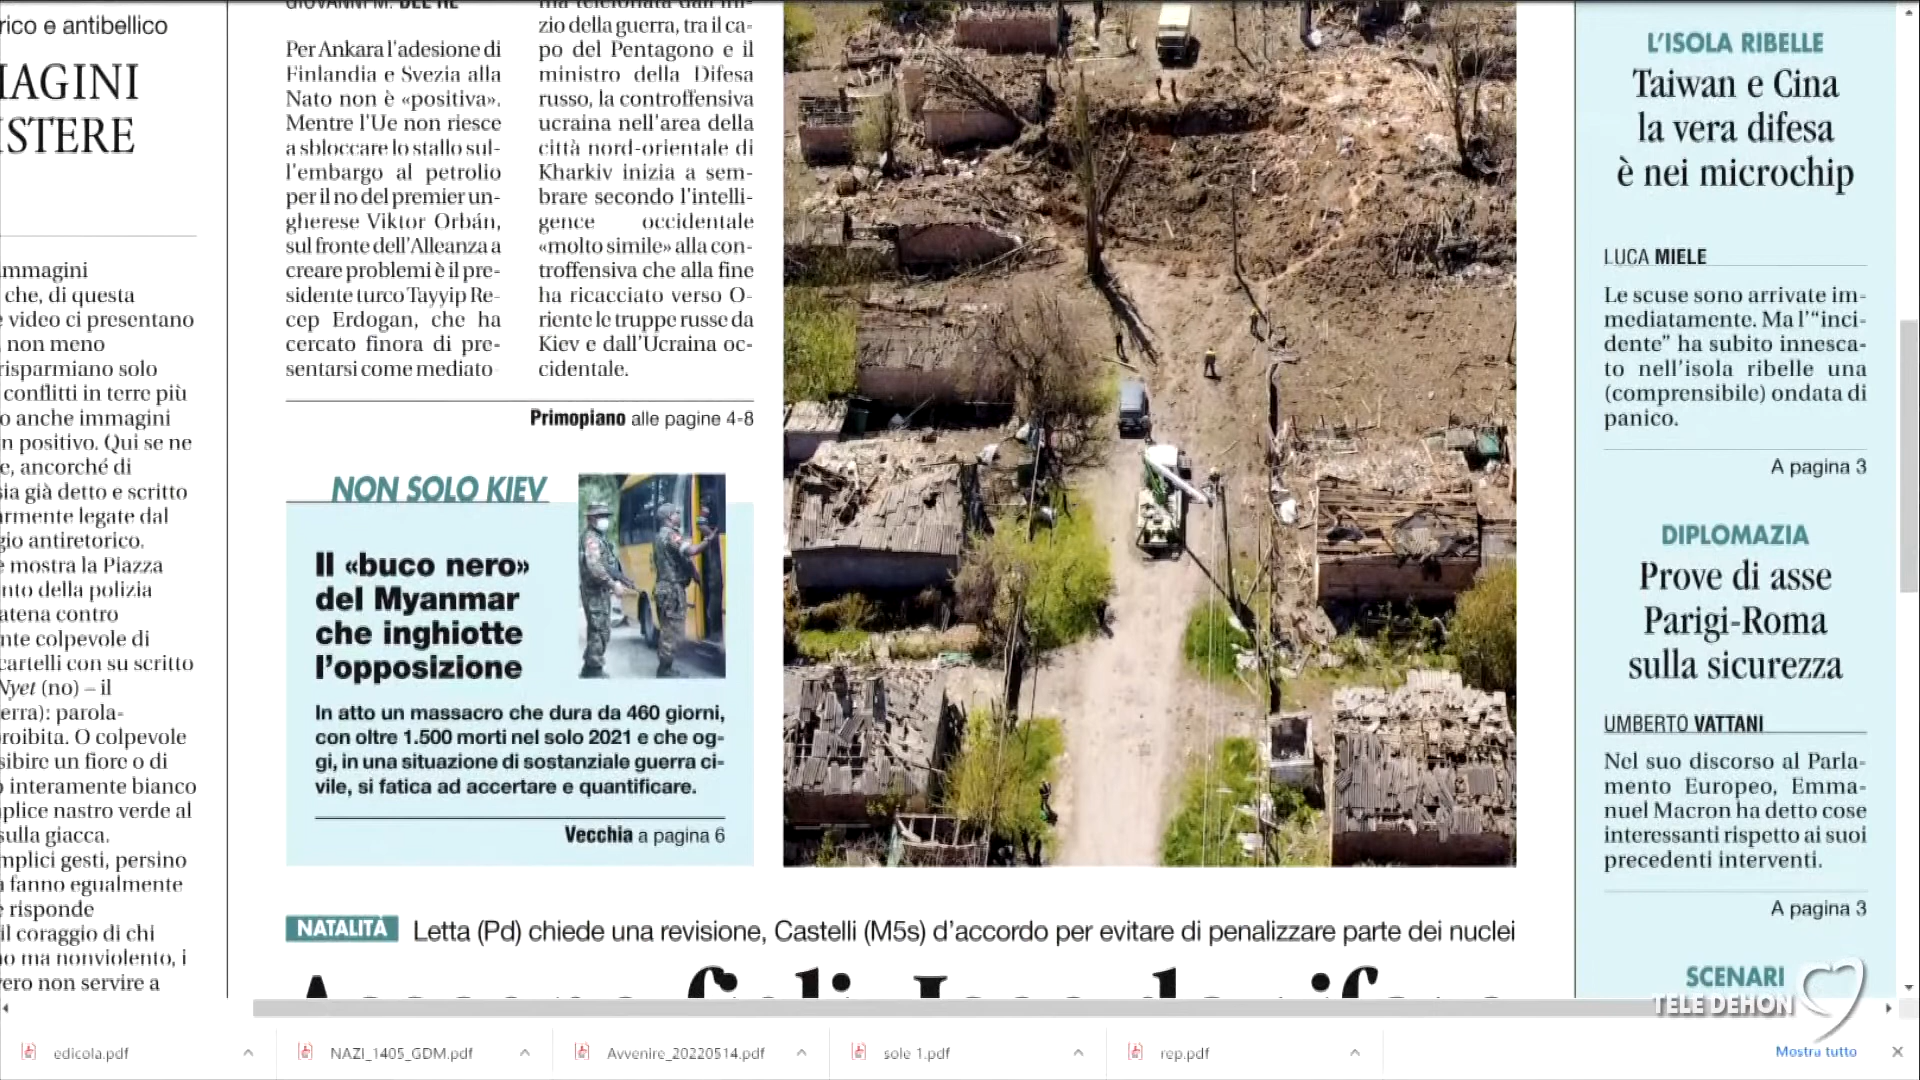 rico e antibellico
MAGINI
ISTERE
immagini
che, di questa
e video ci presentano
non meno
risparmiano solo
conflitti in terre più
o anche immagini
n positivo. Qui se ne
e, ancorché di
sia già detto e scritto
armente legate dal
gio antiretorico.
e mostra la Piazza
nto della polizia
atena contro
nte colpevole di
cartelli con su scritto
Nyet (no) – il
erra): parola-
roibita. O colpevole
sibire un fiore o di
o interamente bianco
plice nastro verde al
sulla giacca.
mplici gesti, persino
fanno egualmente
e risponde
il coraggio di chi
no ma nonviolento, i
vero non servire a
GIOVANNI M. DEL RE
Per Ankara l'adesione di
Finlandia e Svezia alla
Nato non è «positiva».
Mentre l'Ue non riesce
a sbloccare lo stallo sul-
l'embargo al petrolio
per il no del premier un-
gherese Viktor Orbán,
sul fronte dell'Alleanza a
creare problemi è il pre-
sidente turco Tayyip Re-
cep Erdogan, che ha
cercato finora di pre-
sentarsi come mediato
ma telefonata dall'ini-
zio della guerra, tra il ca-
po del Pentagono e il
ministro della Difesa
russo, la controffensiva
ucraina nell'area della
città nord-orientale di
Kharkiv inizia a sem-
brare secondo l'intelli-
gence occidentale
«molto simile» alla con-
troffensiva che alla fine
ha ricacciato verso O-
riente le truppe russe da
Kiev e dall'Ucraina oc-
cidentale.
Primopiano alle pagine 4-8
NON SOLO KIEV
Il «buco nero»
del Myanmar
che inghiotte
l'opposizione
In atto un massacro che dura da 460 giorni,
con oltre 1.500 morti nel solo 2021 e che og-
gi, in una situazione di sostanziale guerra ci-
vile, si fatica ad accertare e quantificare.
Vecchia a pagina 6
NATALITÀ Letta (Pd) chiede una revisione, Castelli (M5s) d'accordo per evitare di penalizzare parte dei nuclei
L'ISOLA RIBELLE
Taiwan e Cina
la vera difesa
è nei microchip
LUCA MIELE
Le scuse sono arrivate im-
mediatamente. Ma l'“inci-
dente” ha subito innesca-
to nell'isola ribelle una
(comprensibile) ondata di
panico.
A pagina 3
DIPLOMAZIA
Prove di asse
Parigi-Roma
sulla sicurezza
UMBERTO VATTANI
Nel suo discorso al Parla-
mento Europeo, Emma-
nuel Macron ha detto cose
interessanti rispetto ai suoi
precedenti interventi.
A pagina 3
SCENARI
TELE DEHON
edicola.pdf
NAZI_1405_GDM.pdf
Avvenire_20220514.pdf
sole 1.pdf
rep.pdf
Mostra tutto